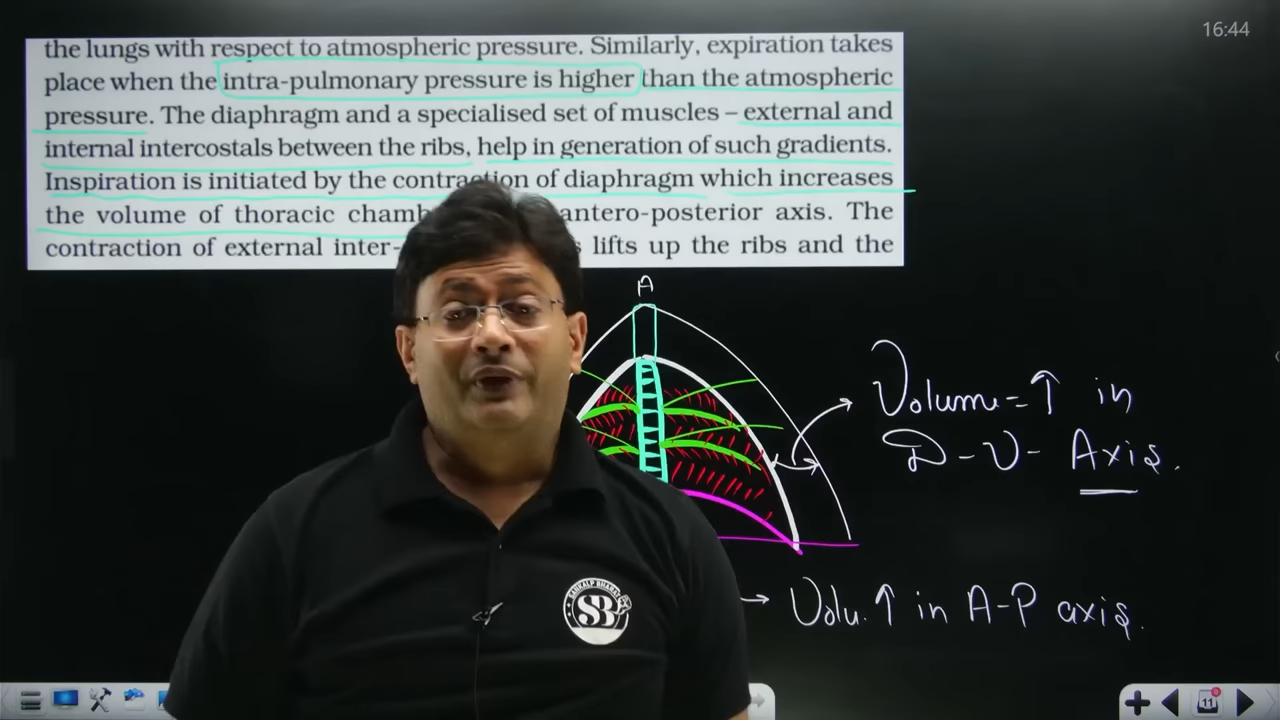 16:44
the lungs with respect to atmospheric pressure. Similarly, expiration takes
place when the intra-pulmonary pressure is higher than the atmospheric
pressure. The diaphragm and a specialised set of muscles – external and
internal intercostals between the ribs, help in generation of such gradients.
Inspiration is initiated by the contraction of diaphragm which increases
the volume of thoracic antero-posterior axis. The
contraction of external inter- lifts up the ribs and the
A
Volume = ↑ in
D-V- Axis.
→ Volu. ↑ in A-P axis.
SANKALP BHARAT
SB
11